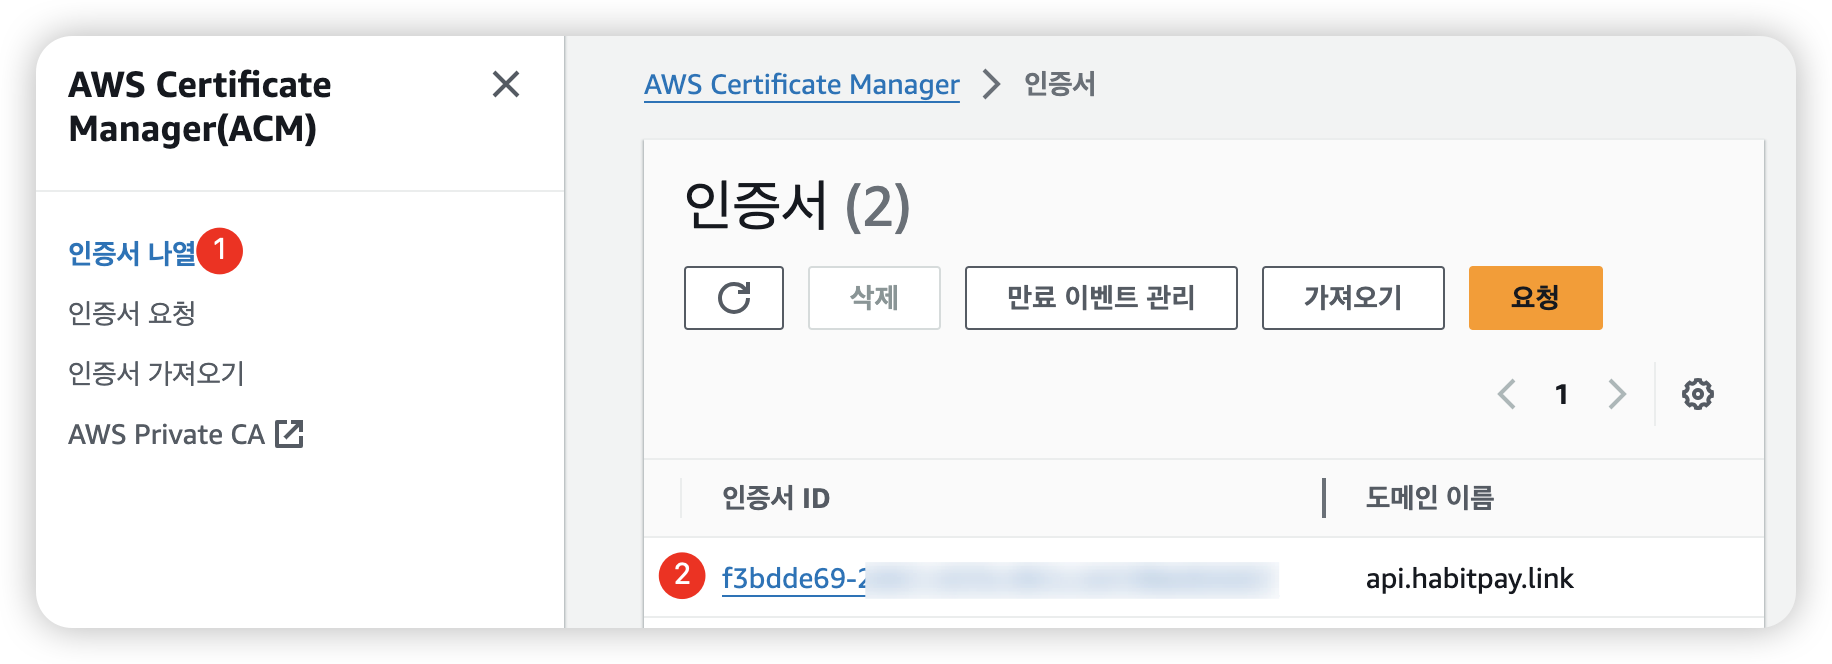 AWS Certificate
Manager(ACM)
인증서 나열 1
인증서 요청
인증서 가져오기
AWS Private CA
AWS Certificate Manager > 인증서
인증서 (2)
삭제 만료 이벤트 관리 가져오기 요청
1
인증서 ID 도메인 이름
2 f3bdde69-2 api.habitpay.link